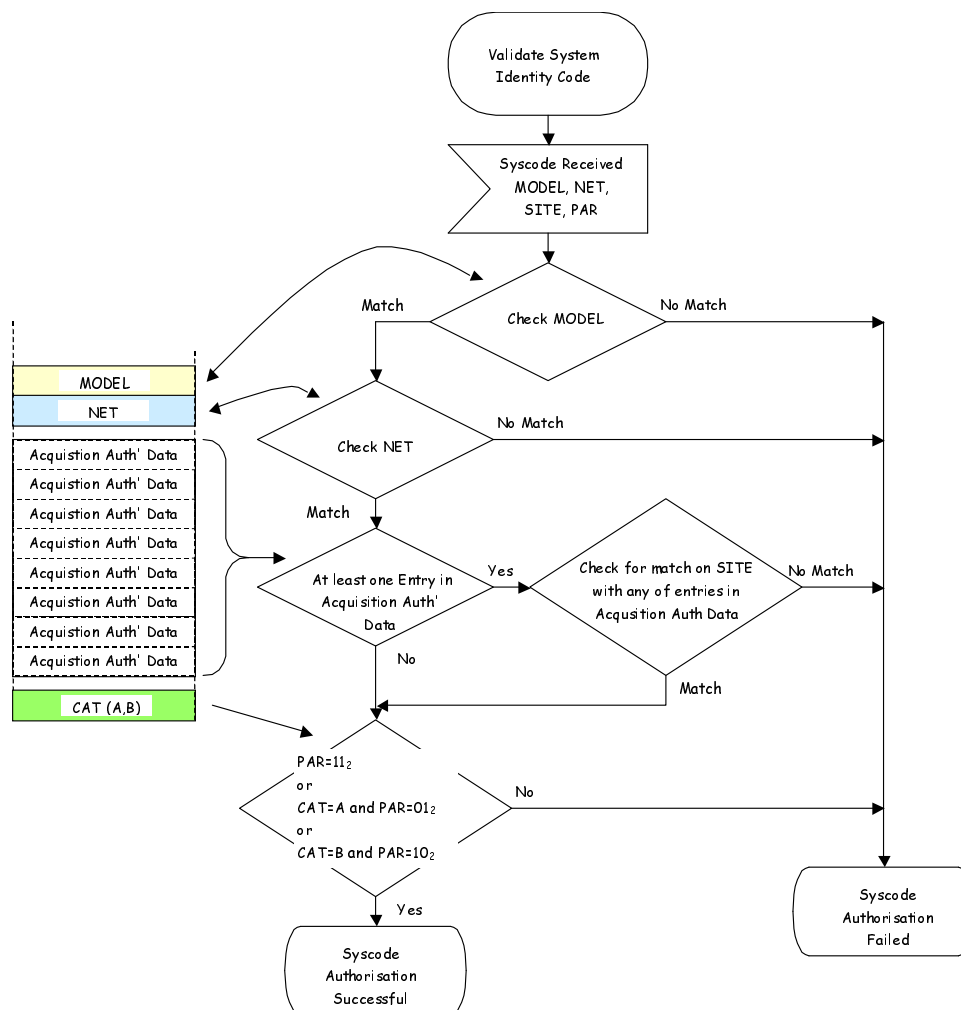 Validate System
Identity Code
Syscode Received
MODEL, NET,
SITE, PAR
Match
No Match
Check MODEL
MODEL
NET
No Match
Check NET
Acquistion Auth' Data
Acquistion Auth' Data
Acquistion Auth' Data
Acquistion Auth' Data
Acquistion Auth' Data
Acquistion Auth' Data
Acquistion Auth' Data
Acquistion Auth' Data
Match
At least one Entry in
Acquisition Auth'
Data
Yes
Check for match on SITE
with any of entries in
Acqusition Auth Data
No Match
No
Match
CAT (A,B)
PAR=11₂
or
CAT=A and PAR=01₂
or
CAT=B and PAR=10₂
No
Yes
Syscode
Authorisation
Failed
Syscode
Authorisation
Successful